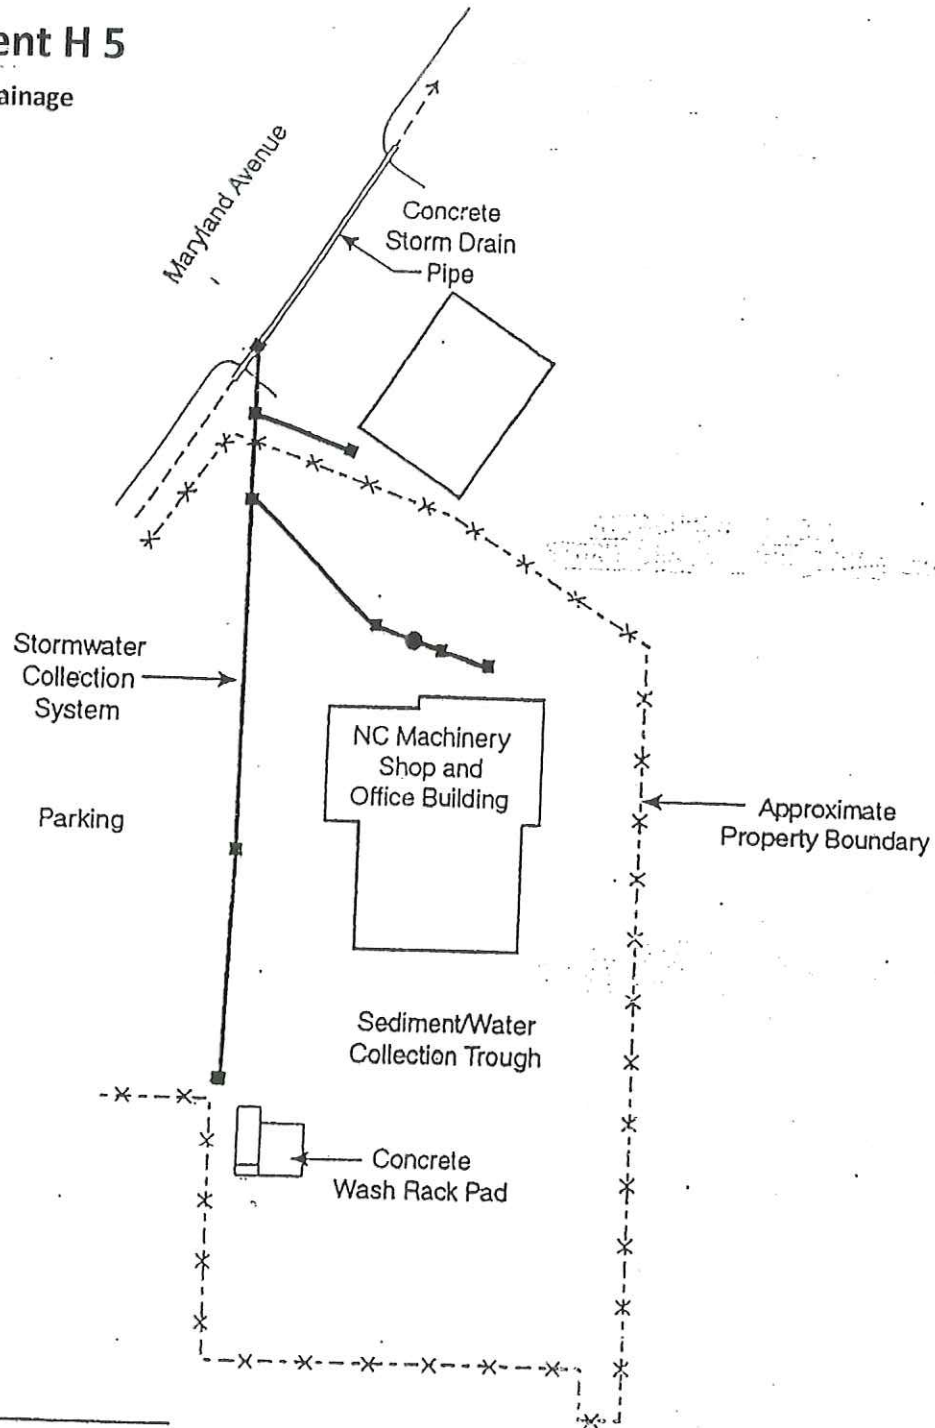 ent H 5
ainage
Maryland Avenue
Concrete
Storm Drain
Pipe
Stormwater
Collection
System
NC Machinery
Shop and
Office Building
Parking
Approximate
Property Boundary
Sediment/Water
Collection Trough
Concrete
Wash Rack Pad